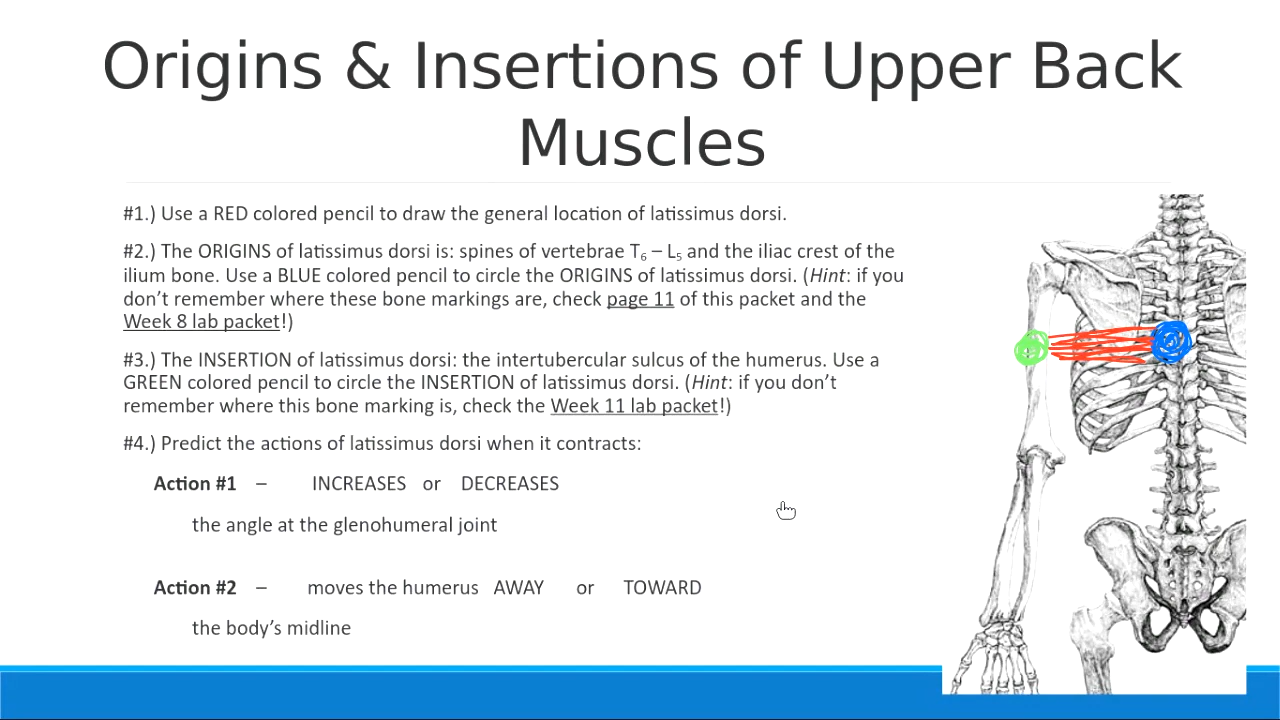 Origins & Insertions of Upper Back
Muscles
#1.) Use a RED colored pencil to draw the general location of latissimus dorsi.
#2.) The ORIGINS of latissimus dorsi is: spines of vertebrae T6 – L5 and the iliac crest of the
ilium bone. Use a BLUE colored pencil to circle the ORIGINS of latissimus dorsi. (Hint: if you
don’t remember where these bone markings are, check page 11 of this packet and the
Week 8 lab packet!)
#3.) The INSERTION of latissimus dorsi: the intertubercular sulcus of the humerus. Use a
GREEN colored pencil to circle the INSERTION of latissimus dorsi. (Hint: if you don’t
remember where this bone marking is, check the Week 11 lab packet!)
#4.) Predict the actions of latissimus dorsi when it contracts:
Action #1 – INCREASES or DECREASES
the angle at the glenohumeral joint
Action #2 – moves the humerus AWAY or TOWARD
the body’s midline